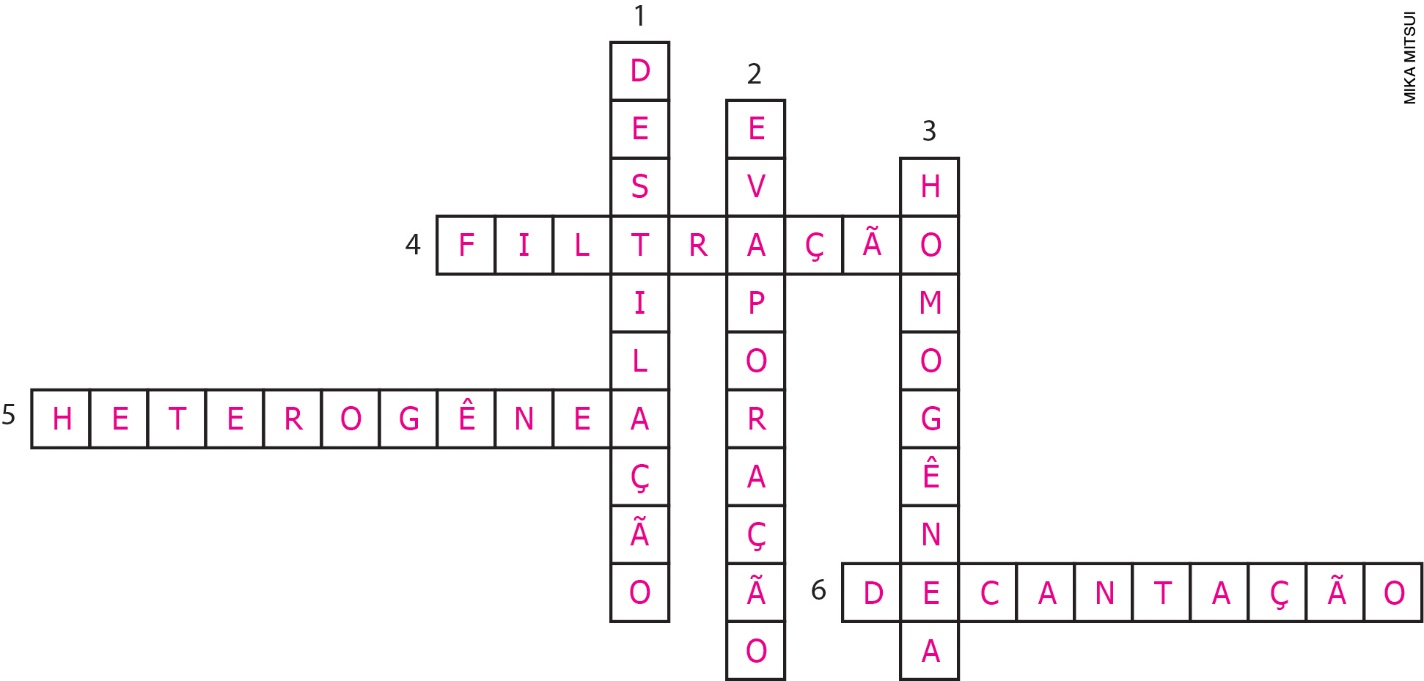 1
DESTILAÇÃO
2
EVAPORAÇÃO
3
HOMOGÊNEA
4 FILTRAÇÃO
5 HETEROGÊNEA
6 DECANTAÇÃO
MIKA MITSUI